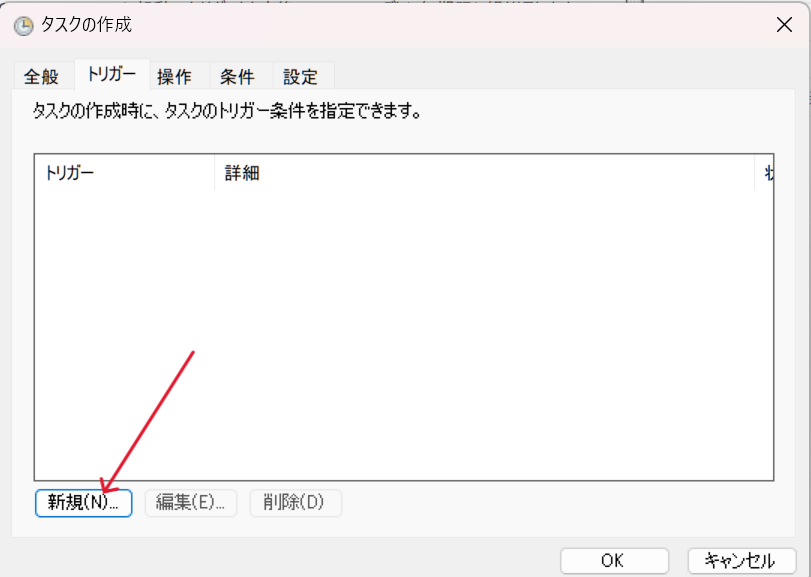 タスクの作成
全般 トリガー 操作 条件 設定
タスクの作成時に、タスクのトリガー条件を指定できます。
トリガー 詳細
新規(N)... 編集(E)... 削除(D)
OK キャンセル